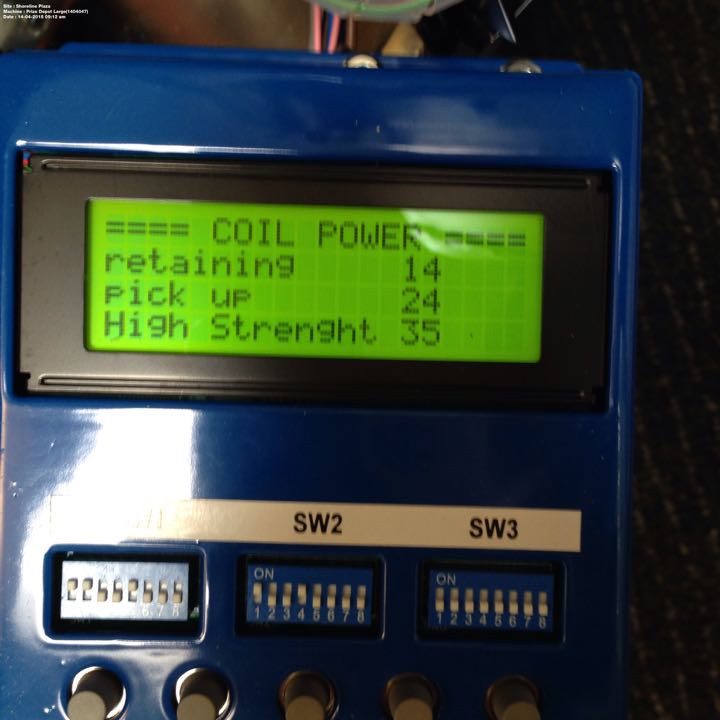 Site : Shoreline Plaza
Machine : Prize Depot Large(1404047)
Date : 14-04-2015 09:12 am
==== COIL POWER ====
retaining 14
pick up 24
High Strenght 35
SW2 SW3
ON ON
1 2 3 4 5 6 7 8 1 2 3 4 5 6 7 8